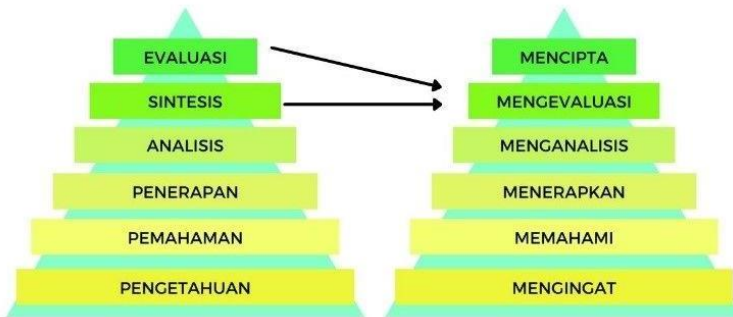 EVALUASI
SINTESIS
ANALISIS
PENERAPAN
PEMAHAMAN
PENGETAHUAN
MENCIPTA
MENGEVALUASI
MENGANALISIS
MENERAPKAN
MEMAHAMI
MENGINGAT